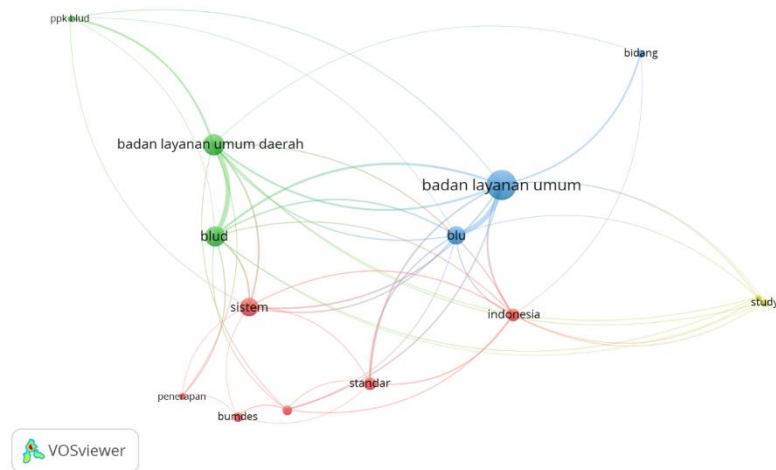 ppk blud
bidang
badan layanan umum daerah
badan layanan umum
blud
blu
study
sistem
indonesia
standar
penerapan
bumdes
VOSviewer